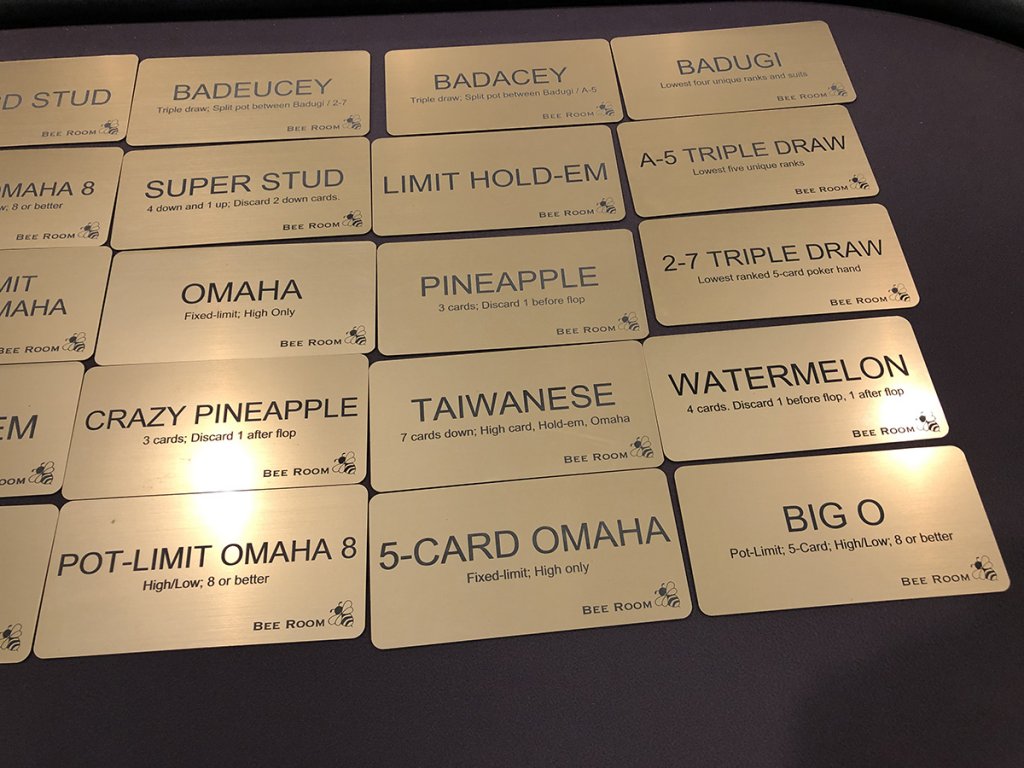 D STUD
BEE ROOM
BADEUCEY
Triple draw; Split pot between Badugi / 2-7
BEE ROOM
BADACEY
Triple draw; Split pot between Badugi / A-5
BEE ROOM
BADUGI
Lowest four unique ranks and suits
BEE ROOM
OMAHA 8
w; 8 or better
BEE ROOM
SUPER STUD
4 down and 1 up; Discard 2 down cards.
BEE ROOM
LIMIT HOLD-EM
BEE ROOM
A-5 TRIPLE DRAW
Lowest five unique ranks
BEE ROOM
MIT
MAHA
BEE ROOM
OMAHA
Fixed-limit; High Only
BEE ROOM
PINEAPPLE
3 cards; Discard 1 before flop
BEE ROOM
2-7 TRIPLE DRAW
Lowest ranked 5-card poker hand
BEE ROOM
EM
OOM
CRAZY PINEAPPLE
3 cards; Discard 1 after flop
BEE ROOM
TAIWANESE
7 cards down; High card, Hold-em, Omaha
BEE ROOM
WATERMELON
4 cards. Discard 1 before flop, 1 after flop
BEE ROOM
POT-LIMIT OMAHA 8
High/Low; 8 or better
BEE ROOM
5-CARD OMAHA
Fixed-limit; High only
BEE ROOM
BIG O
Pot-Limit; 5-Card; High/Low; 8 or better
BEE ROOM